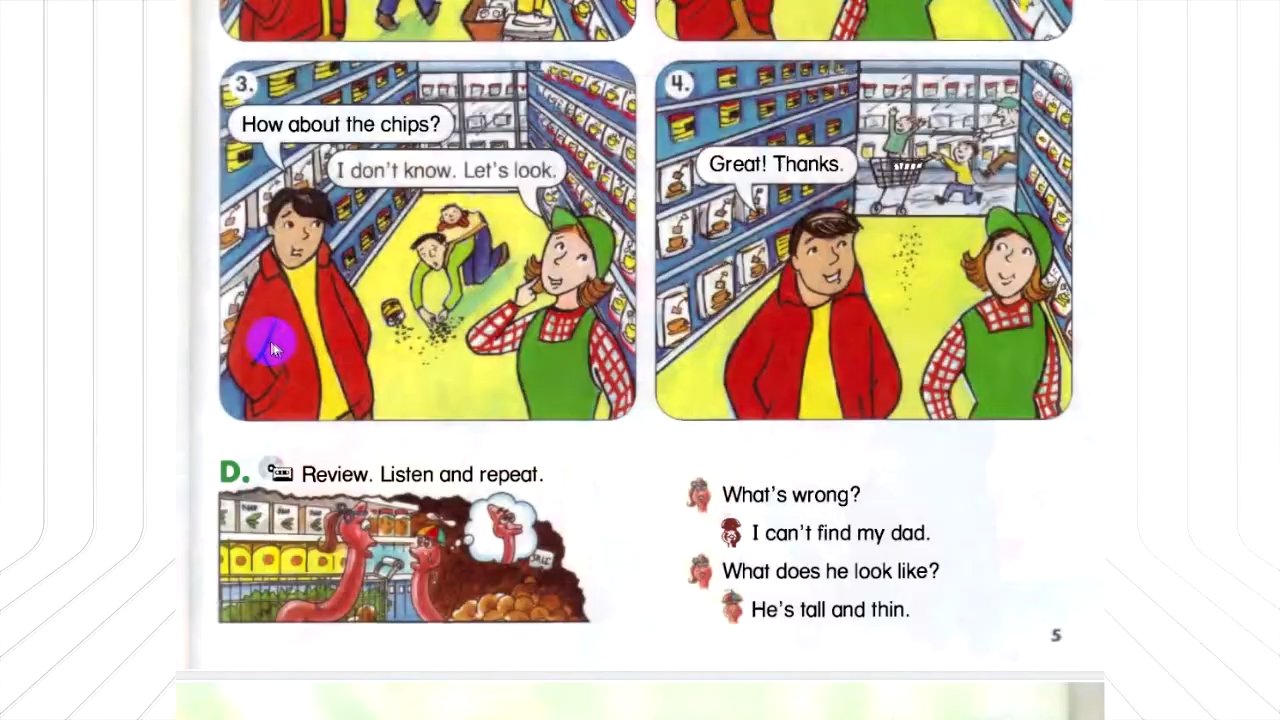 3.
How about the chips?
I don't know. Let's look.
4.
Great! Thanks.
D. Review. Listen and repeat.
SALE
What's wrong?
I can't find my dad.
What does he look like?
He's tall and thin.
5